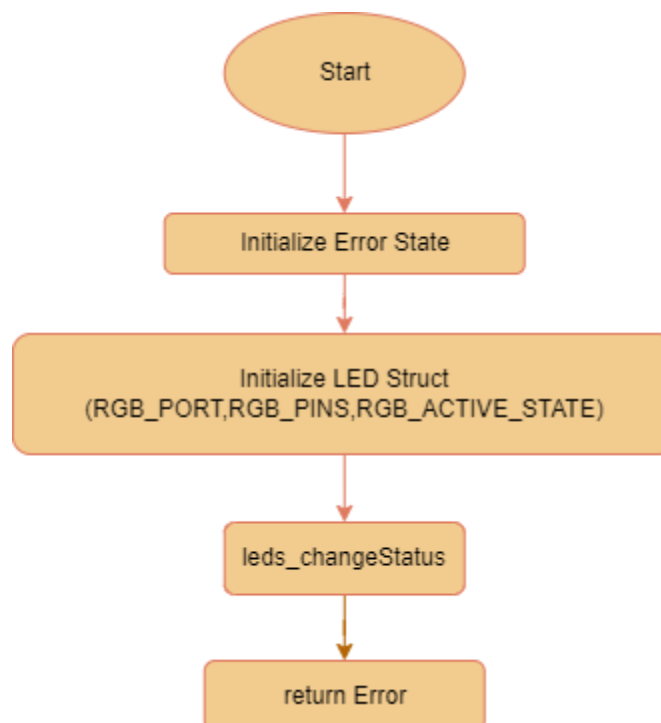 Start
Initialize Error State
Initialize LED Struct
(RGB_PORT,RGB_PINS,RGB_ACTIVE_STATE)
leds_changeStatus
return Error